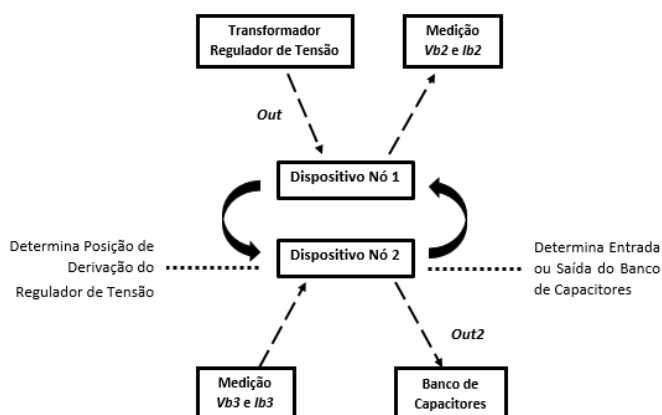 Transformador
Regulador de Tensão
Medição
Vb2 e Ib2
Out
Dispositivo Nó 1
Determina Posição de
Derivação do
Regulador de Tensão
Dispositivo Nó 2
Determina Entrada
ou Saída do Banco
de Capacitores
Out2
Medição
Vb3 e Ib3
Banco de
Capacitores